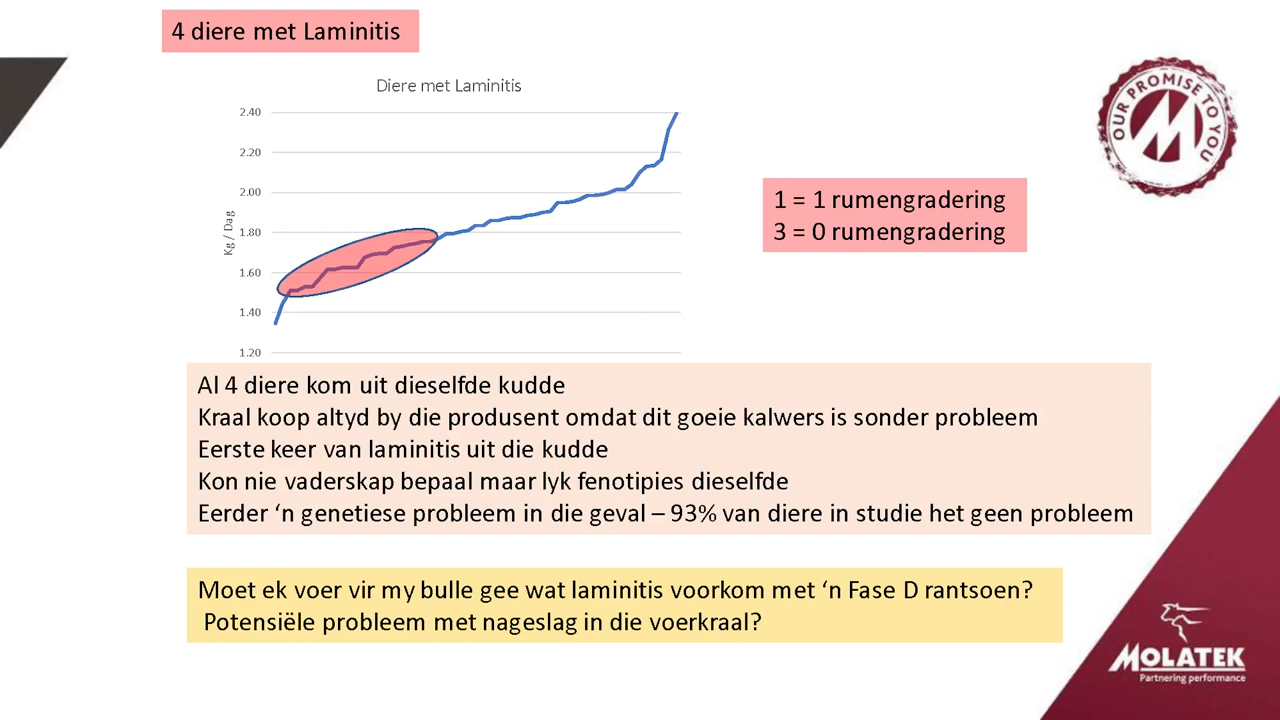 4 diere met Laminitis
Diere met Laminitis
2.40
2.20
2.00
1.80
1.60
1.40
1.20
Kg / Dag
OUR PROMISE TO YOU
1 = 1 rumengradering
3 = 0 rumengradering
Al 4 diere kom uit dieselfde kudde
Kraal koop altyd by die produsent omdat dit goeie kalwers is sonder probleem
Eerste keer van laminitis uit die kudde
Kon nie vaderskap bepaal maar lyk fenotipies dieselfde
Eerder ‘n genetiese probleem in die geval – 93% van diere in studie het geen probleem
Moet ek voer vir my bulle gee wat laminitis voorkom met ‘n Fase D rantsoen?
Potensiële probleem met nageslag in die voerkraal?
MOLATEK
Partnering performance